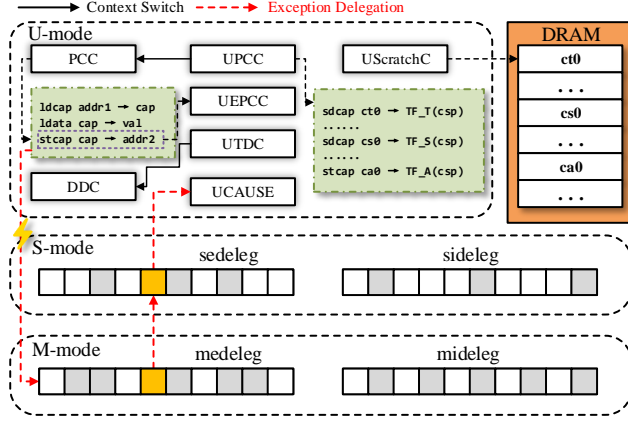 Context Switch
Exception Delegation
U-mode
PCC
UPCC
UScratchC
ldcap addr1 → cap
ldata cap → val
stcap cap → addr2
UEPCC
UTDC
DDC
UCAUSE
sdcap ct0 → TF_T(csp)
......
sdcap cs0 → TF_S(csp)
......
stcap ca0 → TF_A(csp)
DRAM
ct0
. . .
cs0
. . .
ca0
. . .
S-mode
sedeleg
sideleg
M-mode
medeleg
mideleg